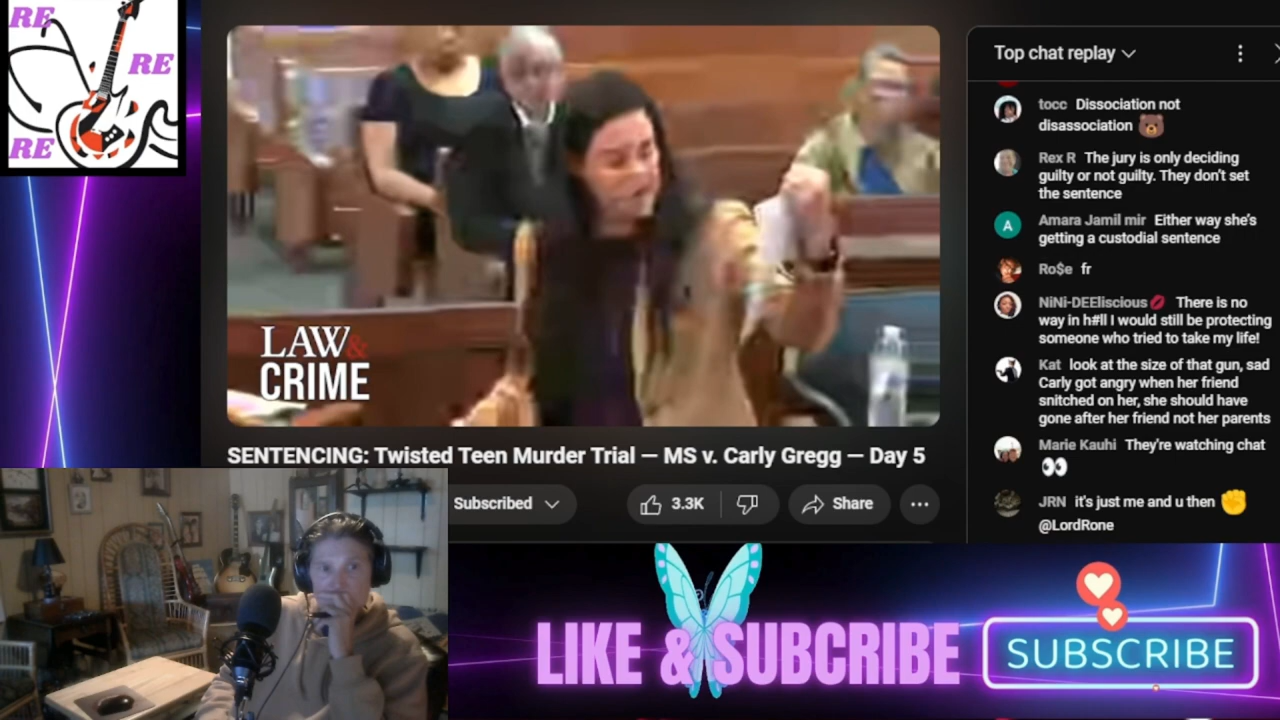 RE
RE
RE
LAW&
CRIME
SENTENCING: Twisted Teen Murder Trial — MS v. Carly Gregg — Day 5
Subscribed
3.3K
Share
Top chat replay
tocc Dissociation not
disassociation
Rex R The jury is only deciding
guilty or not guilty. They don't set
the sentence
A
Amara Jamil mir Either way she's
getting a custodial sentence
Ro$e fr
NiNi-DEEliscious💋 There is no
way in h#ll I would still be protecting
someone who tried to take my life!
Kat look at the size of that gun, sad
Carly got angry when her friend
snitched on her, she should have
gone after her friend not her parents
Marie Kauhi They're watching chat
👀
JRN it's just me and u then ✊
@LordRone
LIKE & SUBCRIBE
SUBSCRIBE